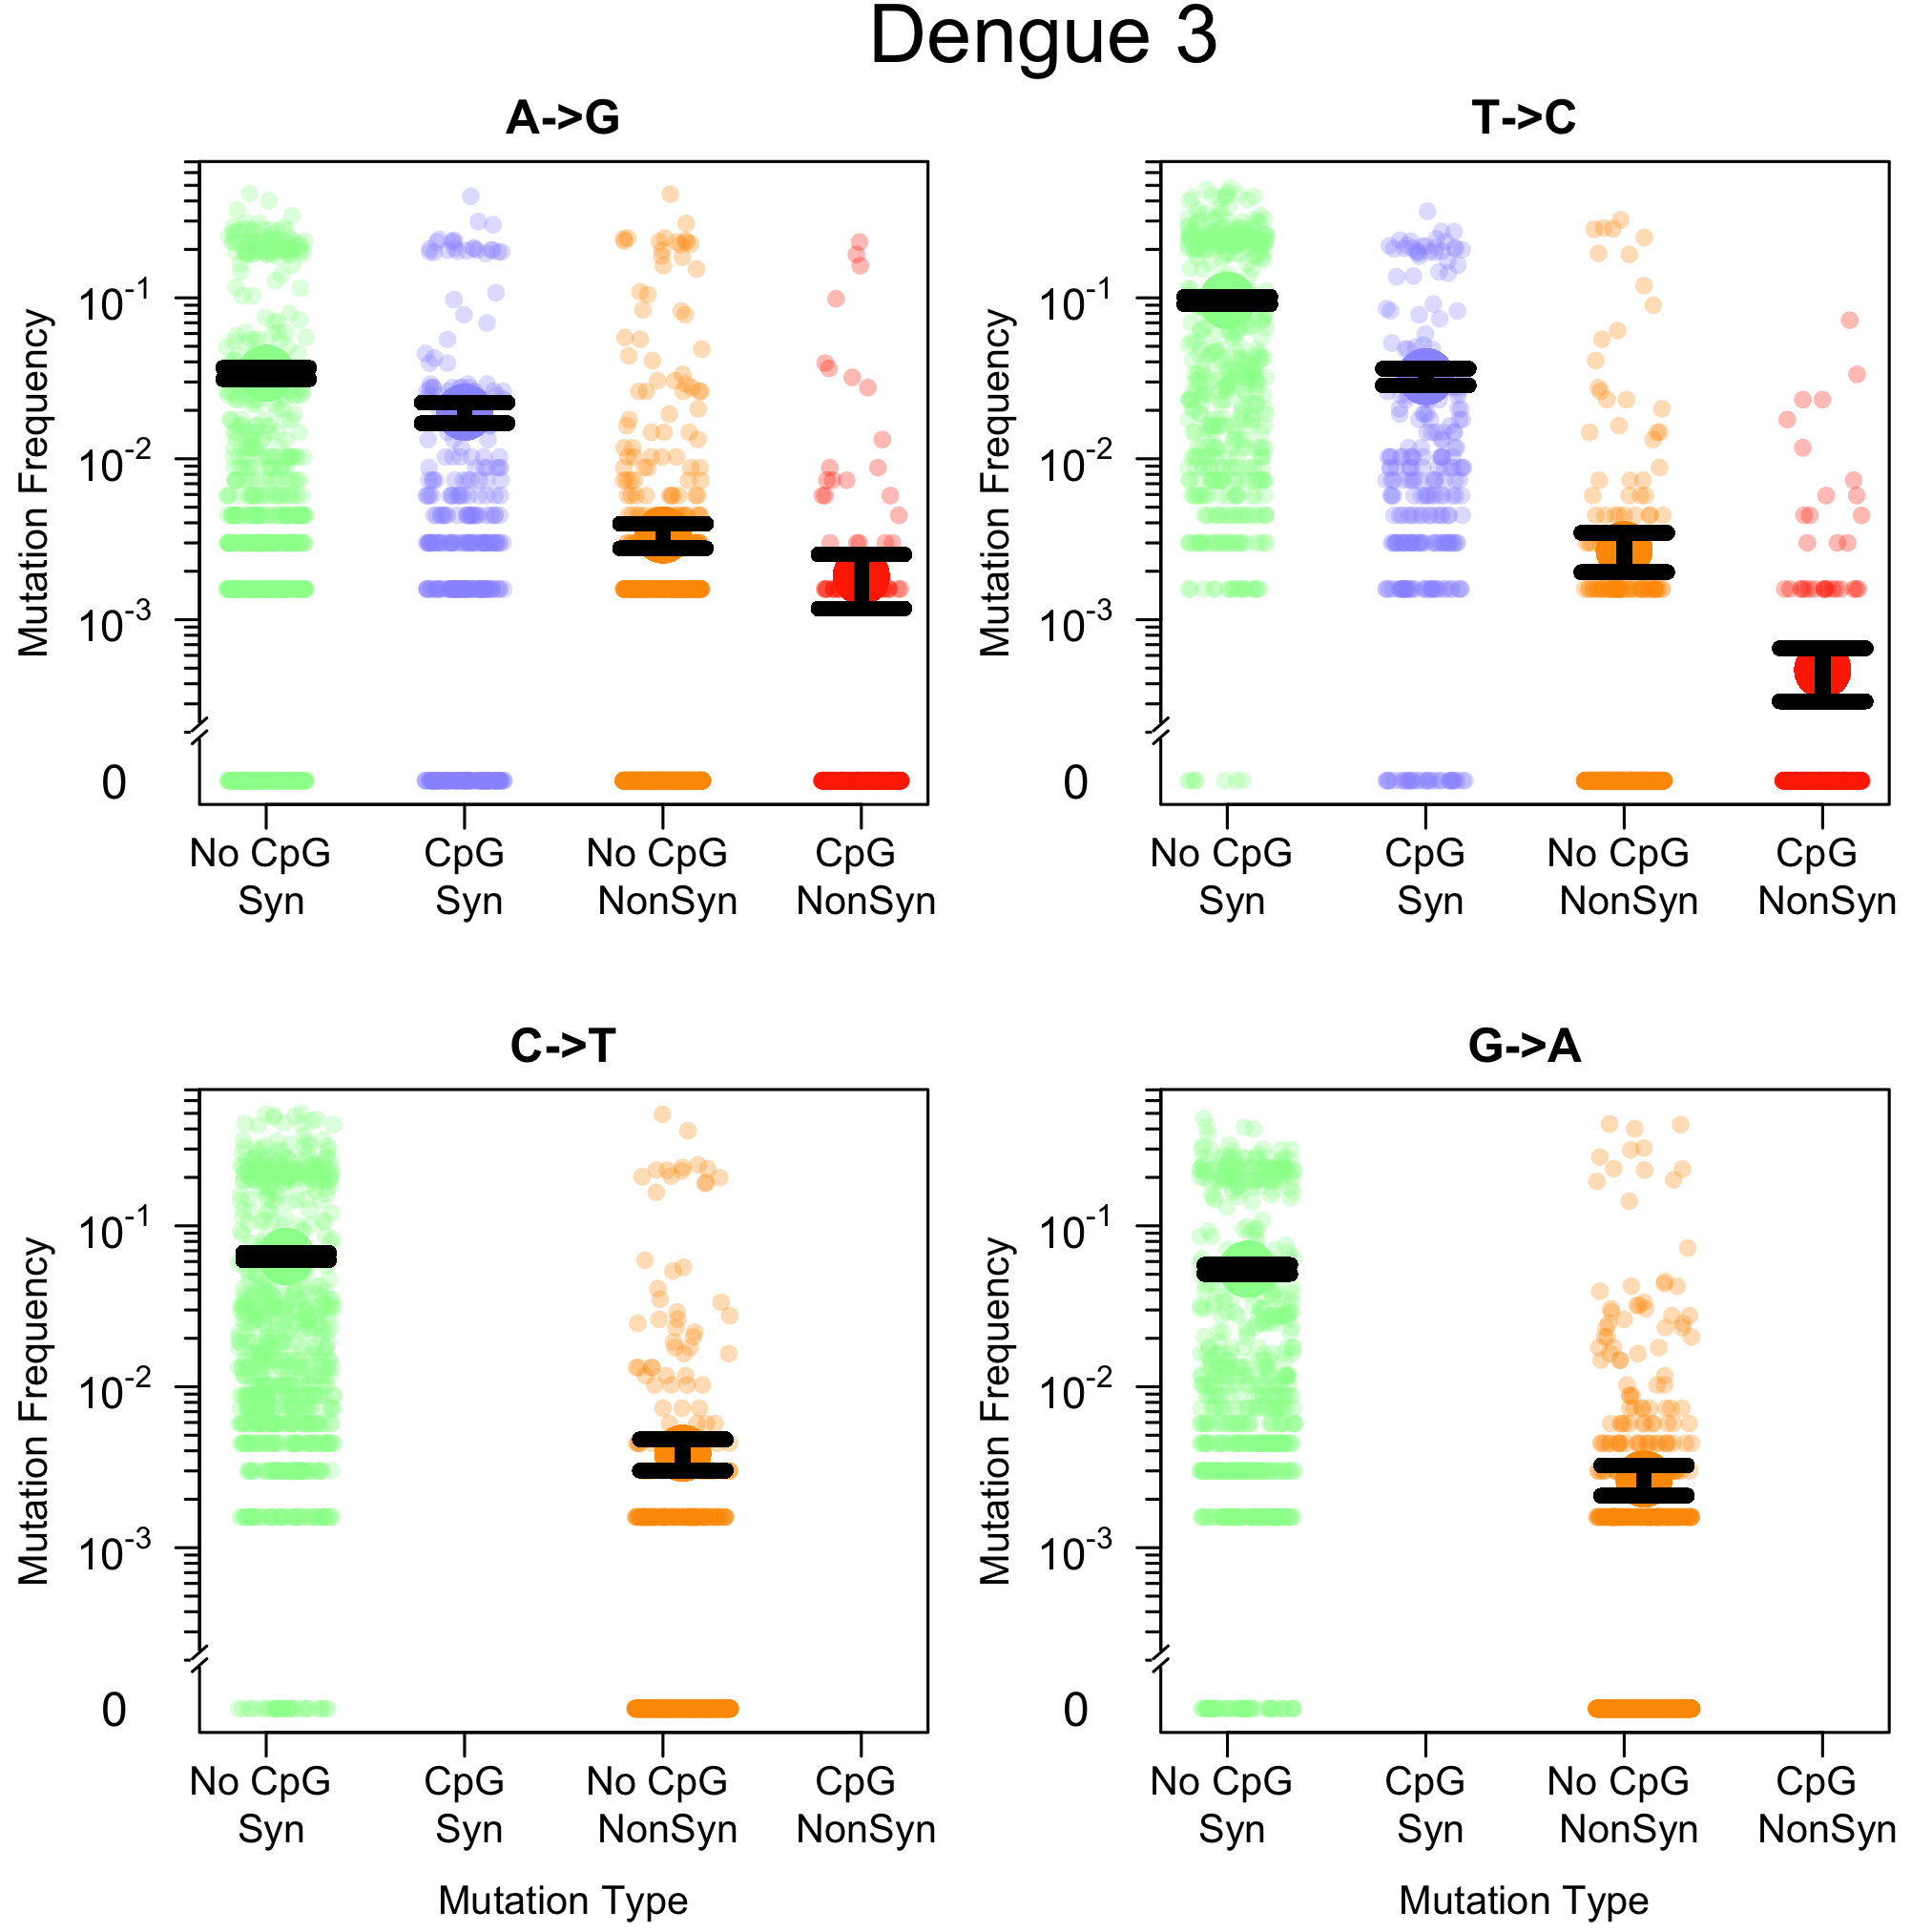 Dengue 3
A->G
Mutation Frequency
10-1
10-2
10-3
0
No CpG CpG No CpG CpG
Syn Syn NonSyn NonSyn
T->C
Mutation Frequency
10-1
10-2
10-3
0
No CpG CpG No CpG CpG
Syn Syn NonSyn NonSyn
C->T
Mutation Frequency
10-1
10-2
10-3
0
No CpG CpG No CpG CpG
Syn Syn NonSyn NonSyn
Mutation Type
G->A
Mutation Frequency
10-1
10-2
10-3
0
No CpG CpG No CpG CpG
Syn Syn NonSyn NonSyn
Mutation Type